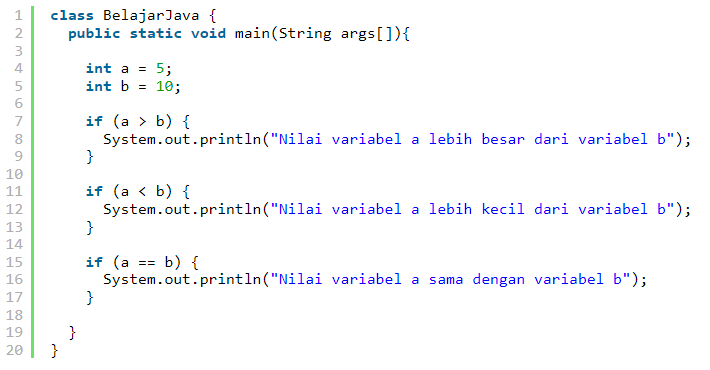 1 class BelajarJava {
2   public static void main(String args[]){
3
4     int a = 5;
5     int b = 10;
6
7     if (a > b) {
8       System.out.println("Nilai variabel a lebih besar dari variabel b");
9     }
10
11     if (a < b) {
12       System.out.println("Nilai variabel a lebih kecil dari variabel b");
13     }
14
15     if (a == b) {
16       System.out.println("Nilai variabel a sama dengan variabel b");
17     }
18
19   }
20 }